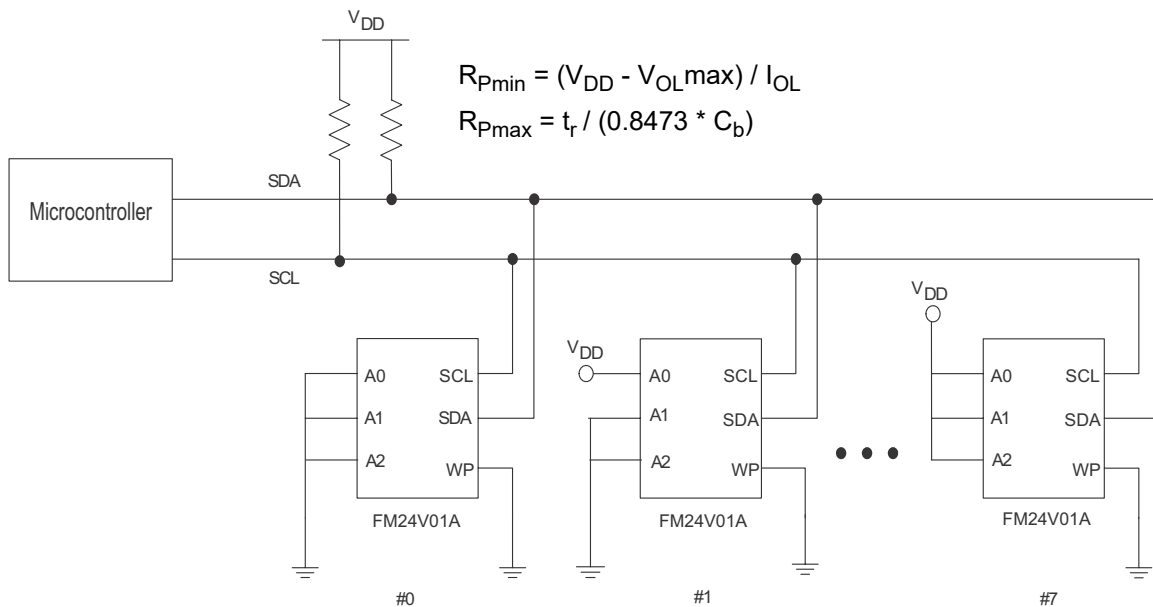 VDD
RPmin = (VDD - VOLmax) / IOL
RPmax = tr / (0.8473 * Cb)
SDA
Microcontroller
SCL
VDD
VDD
A0 SCL
A1 SDA
A2 WP
FM24V01A
#0
A0 SCL
A1 SDA
A2 WP
FM24V01A
#1
A0 SCL
A1 SDA
A2 WP
FM24V01A
#7